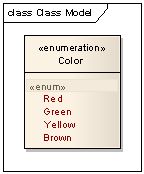 class Class Model
«enumeration»
Color
«enum»
Red
Green
Yellow
Brown